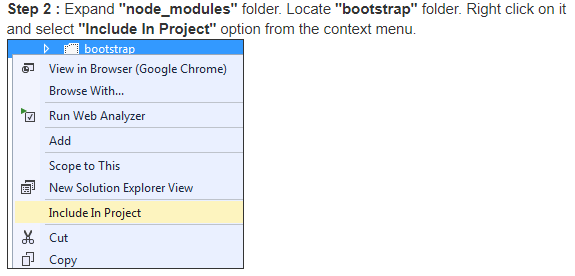 Step 2 : Expand "node_modules" folder. Locate "bootstrap" folder. Right click on it
and select "Include In Project" option from the context menu.
bootstrap
View in Browser (Google Chrome)
Browse With...
Run Web Analyzer
Add
Scope to This
New Solution Explorer View
Include In Project
Cut
Copy